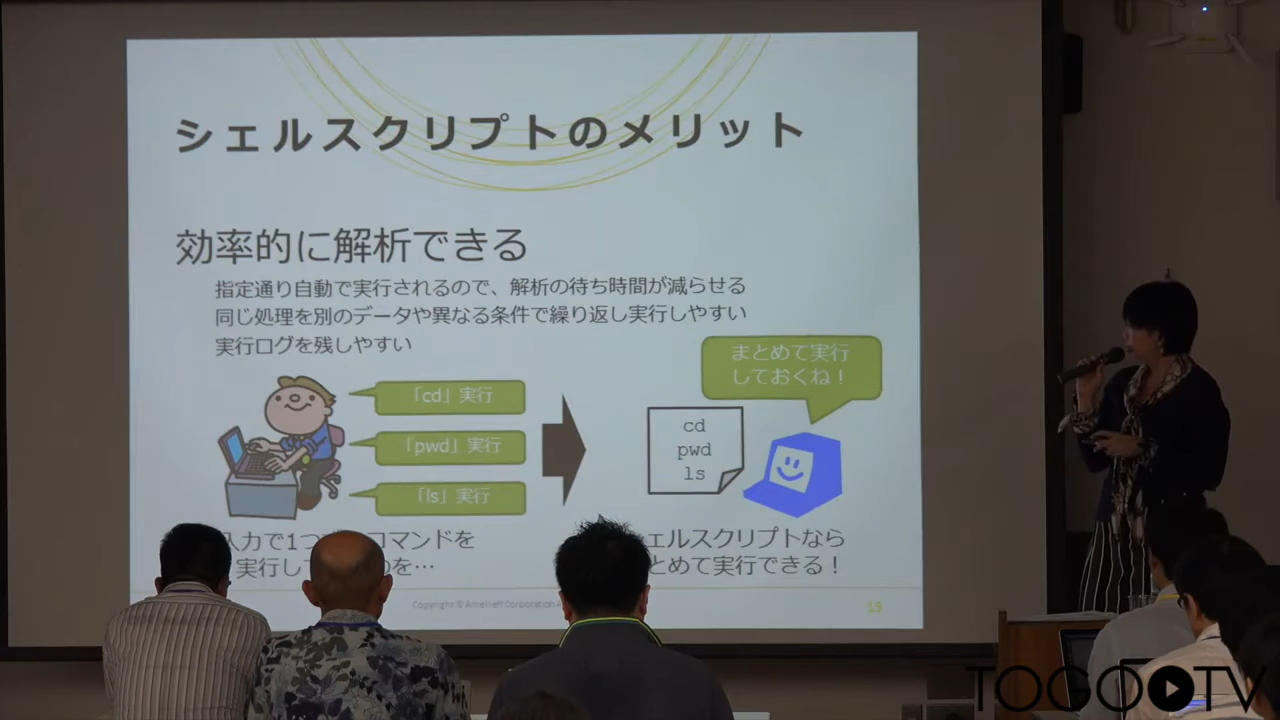 シェルスクリプトのメリット
効率的に解析できる
指定通り自動で実行されるので、解析の待ち時間が減らせる
同じ処理を別のデータや異なる条件で繰り返し実行しやすい
実行ログを残しやすい
「cd」実行
「pwd」実行
「ls」実行
まとめて実行
しておくね！
cd
pwd
ls
入力で1つ コマンドを
実行し のを…
ェルスクリプトなら
とめて実行できる！
Copyright © Amelieff Corporation
15
TOGO TV